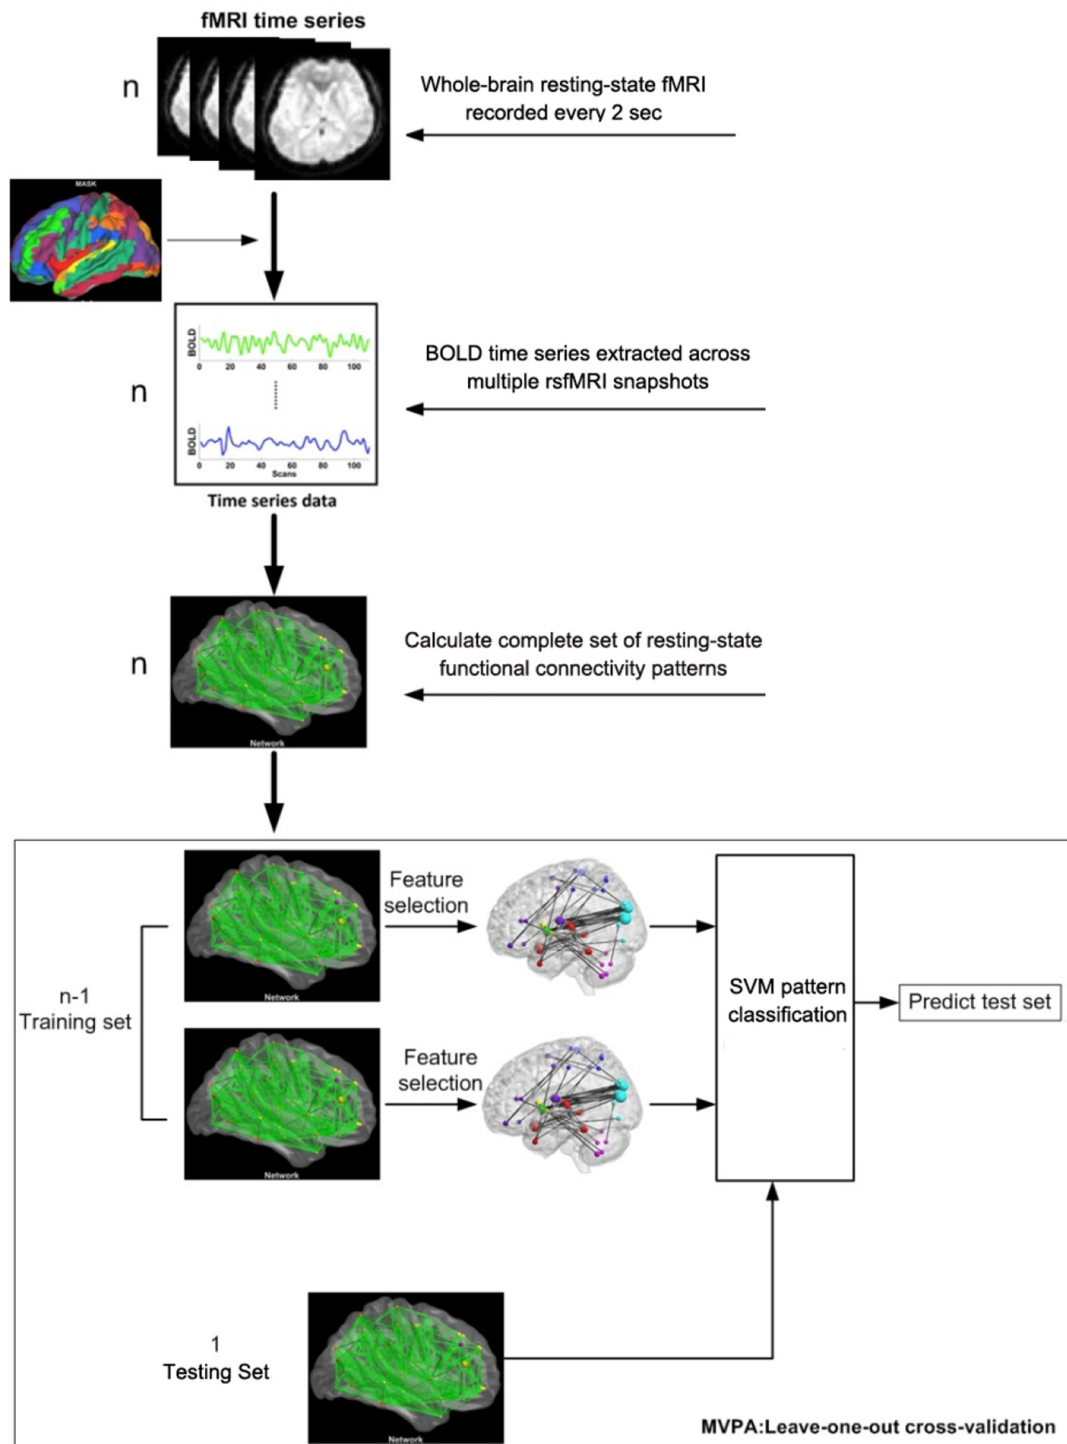 fMRI time series
n
Whole-brain resting-state fMRI
recorded every 2 sec
MASK
BOLD
0 20 40 60 80 100
n
BOLD time series extracted across
multiple rsfMRI snapshots
BOLD
0 20 40 60 80 100
Scans
Time series data
n
Calculate complete set of resting-state
functional connectivity patterns
Network
Feature
selection
Network
n-1
Training set
SVM pattern
classification
Predict test set
Feature
selection
Network
1
Testing Set
Network
MVPA:Leave-one-out cross-validation